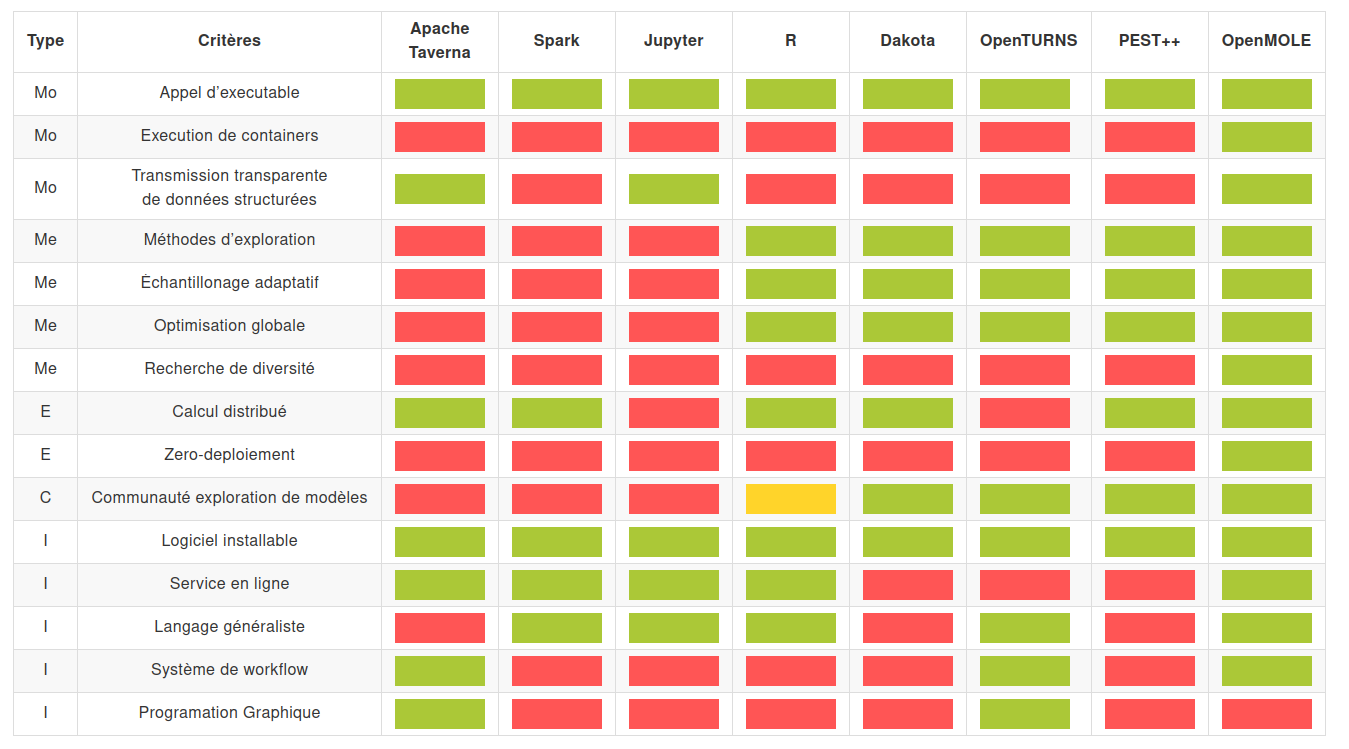 Type Critères Apache Taverna Spark Jupyter R Dakota OpenTURNS PEST++ OpenMOLE
Mo Appel d'executable
Mo Execution de containers
Mo Transmission transparente
de données structurées
Me Méthodes d'exploration
Me Échantillonage adaptatif
Me Optimisation globale
Me Recherche de diversité
E Calcul distribué
E Zero-deploiement
C Communauté exploration de modèles
I Logiciel installable
I Service en ligne
I Langage généraliste
I Système de workflow
I Programation Graphique